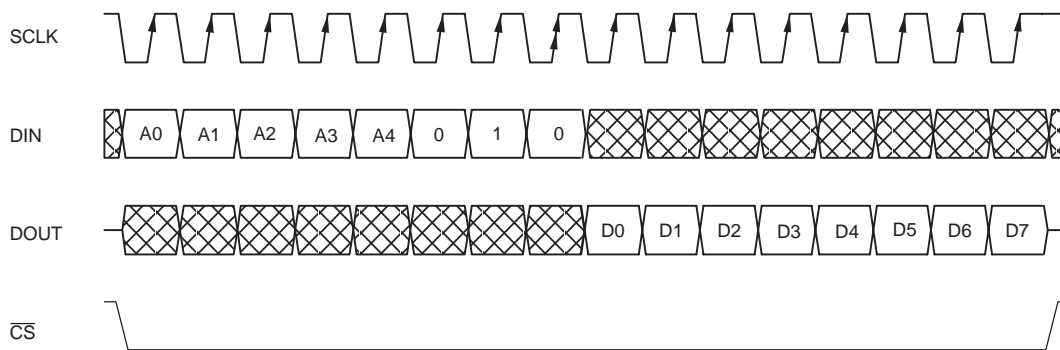 SCLK
DIN A0 A1 A2 A3 A4 0 1 0
DOUT D0 D1 D2 D3 D4 D5 D6 D7
C̅S̅